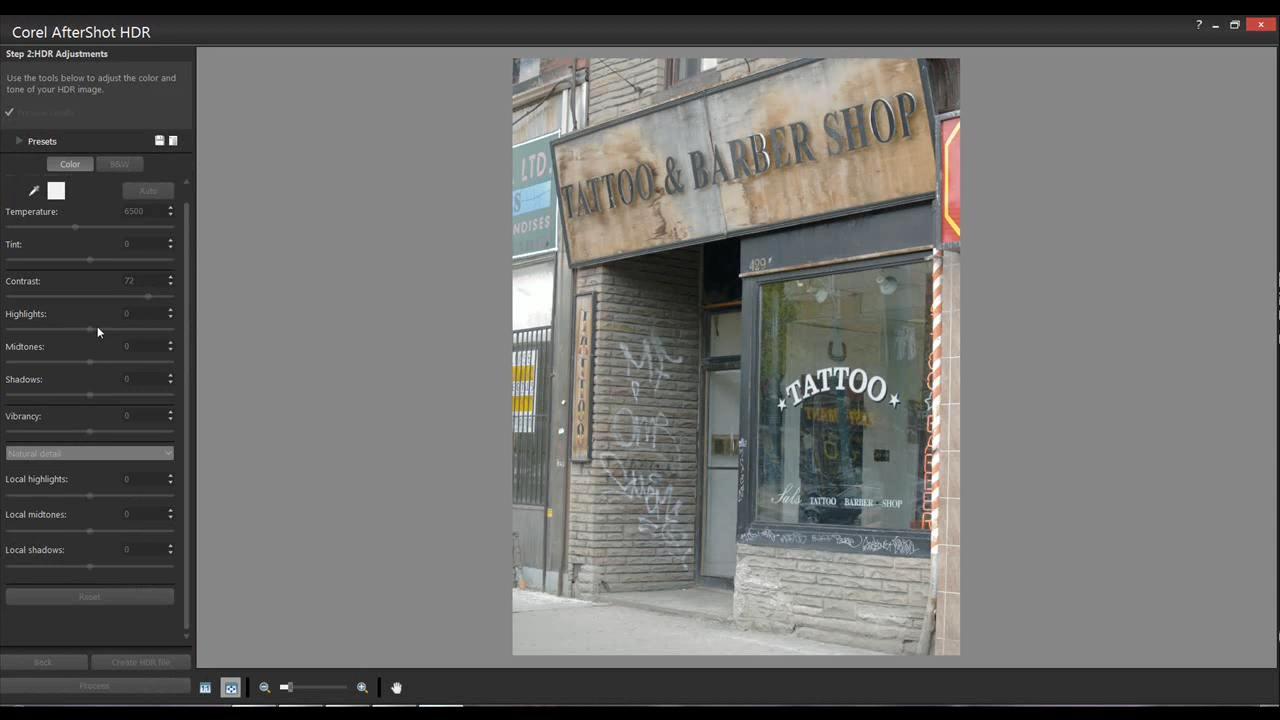 Corel AfterShot HDR
Step 2:HDR Adjustments
Use the tools below to adjust the color and
tone of your HDR image.
Preview results
Presets
Color
B&W
Auto
Temperature: 6500
Tint: 0
Contrast: 72
Highlights: 0
Midtones: 0
Shadows: 0
Vibrancy: 0
Natural detail
Local highlights: 0
Local midtones: 0
Local shadows: 0
Reset
Back
Create HDR file
Process
LTD.
S
NDISES
TATTOO & BARBER SHOP
429
TATTOO
TATTOO
Sal's TATTOO BARBER SHOP